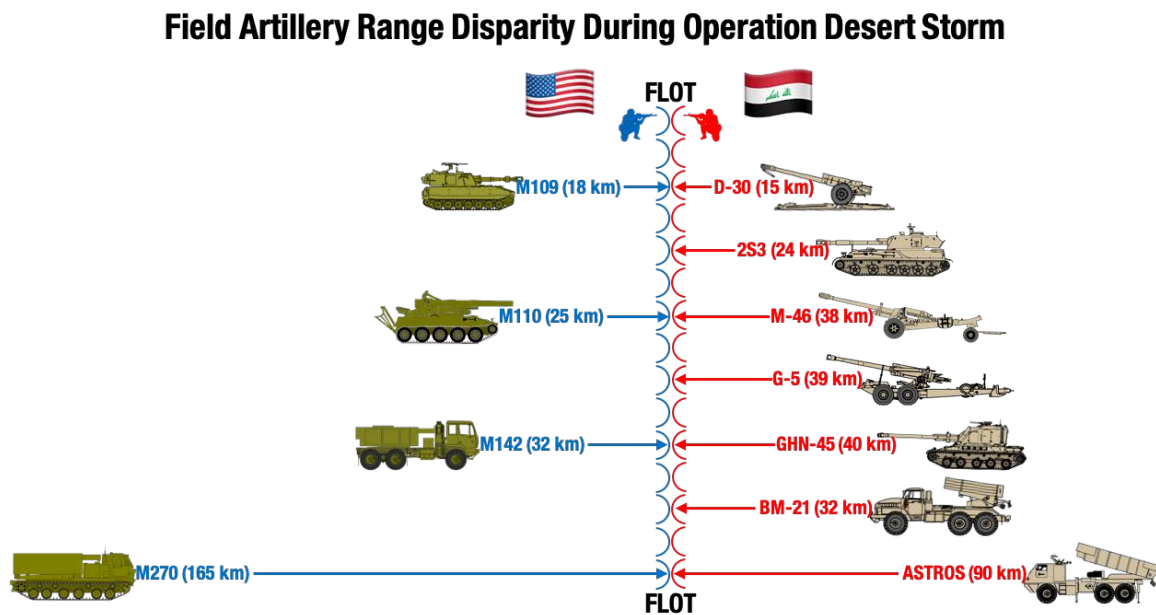 Field Artillery Range Disparity During Operation Desert Storm
FLOT
M109 (18 km)
D-30 (15 km)
2S3 (24 km)
M110 (25 km)
M-46 (38 km)
G-5 (39 km)
M142 (32 km)
GHN-45 (40 km)
BM-21 (32 km)
M270 (165 km)
ASTROS (90 km)
FLOT